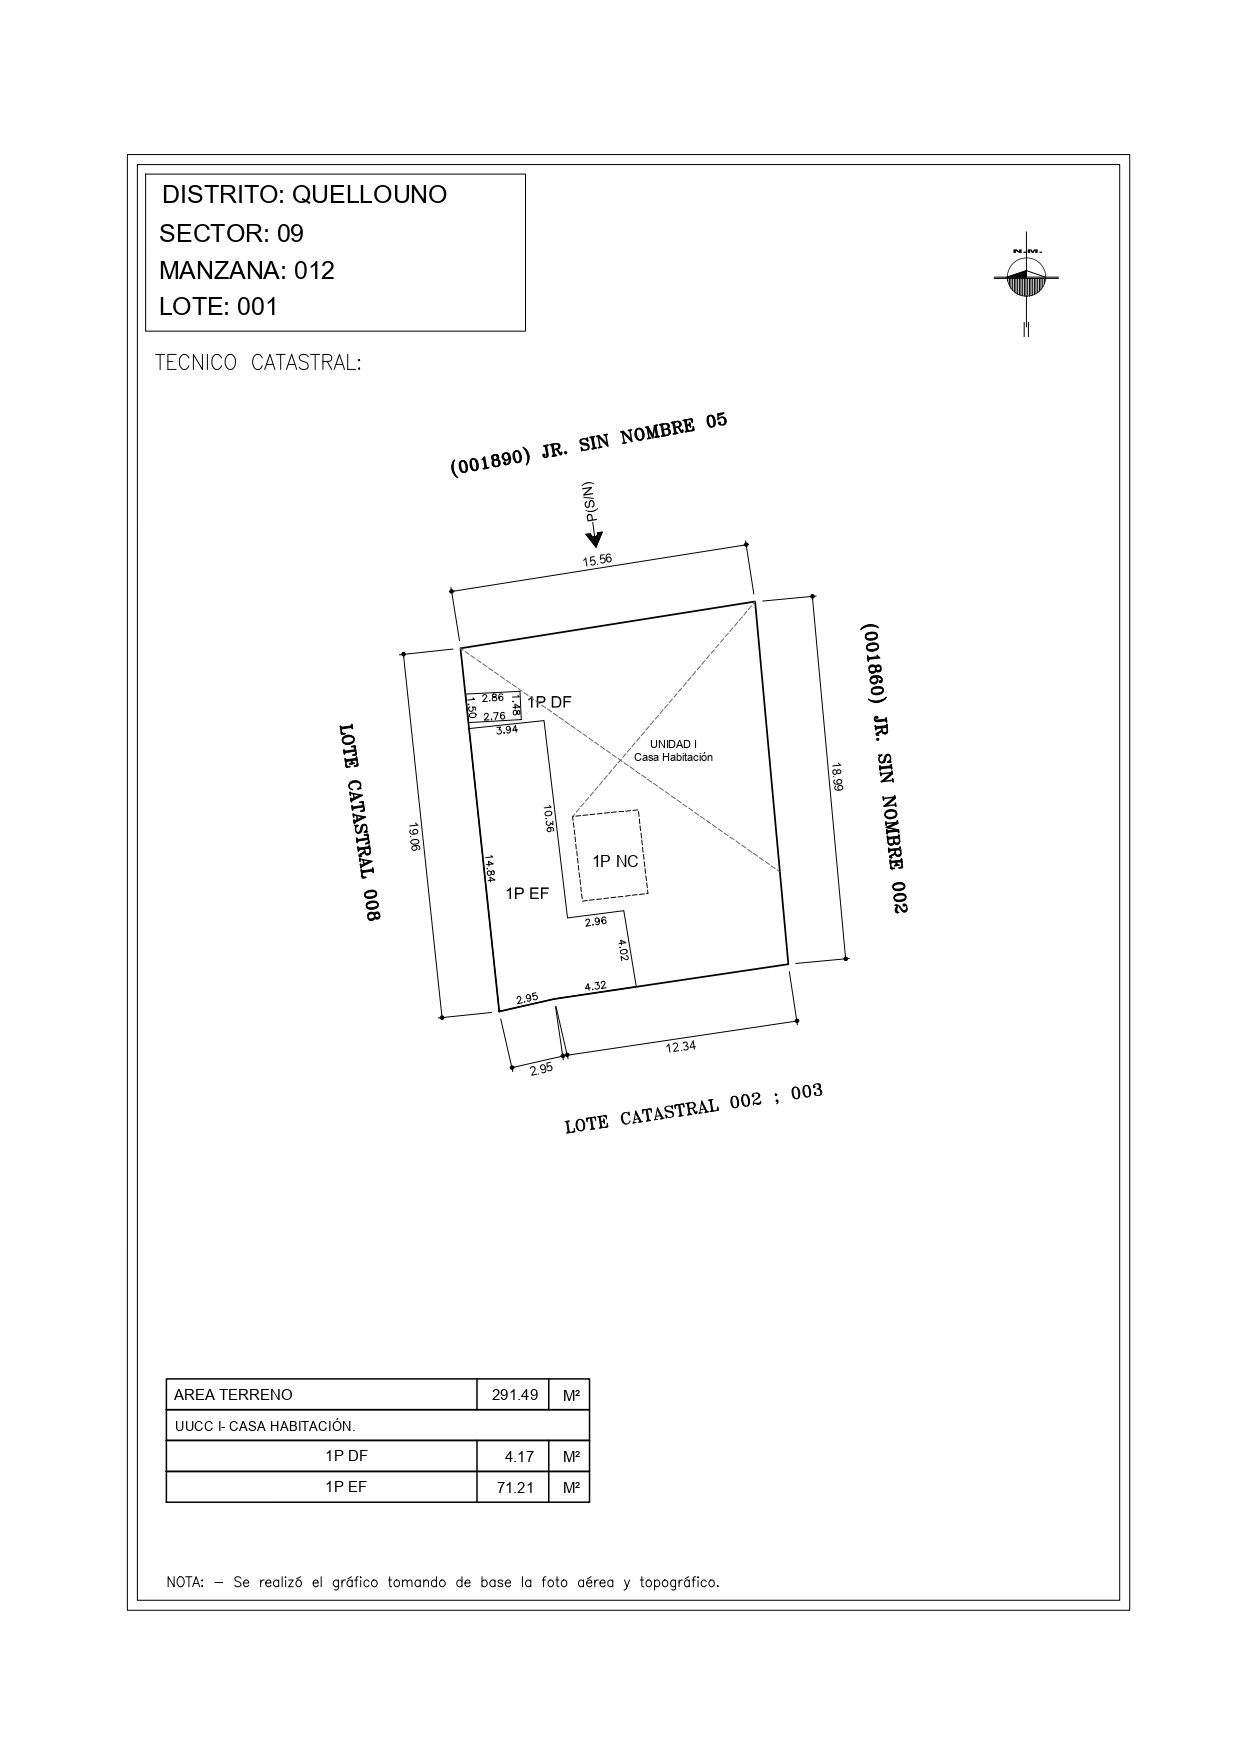 DISTRITO: QUELLOUNO
SECTOR: 09
MANZANA: 012
LOTE: 001
N.M.
TECNICO CATASTRAL:
(001890) JR. SIN NOMBRE 05
P(S/N)
15.56
(001860) JR. SIN NOMBRE 002
18.99
LOTE CATASTRAL 008
19.06
2.86
1.50
1.48
2.76
1P DF
3.94
UNIDAD I
Casa Habitación
10.36
14.84
1P NC
1P EF
2.96
4.02
4.32
2.95
12.34
2.95
LOTE CATASTRAL 002 ; 003
AREA TERRENO 291.49 M²
UUCC I- CASA HABITACIÓN.
1P DF 4.17 M²
1P EF 71.21 M²
NOTA: – Se realizó el gráfico tomando de base la foto aérea y topográfico.